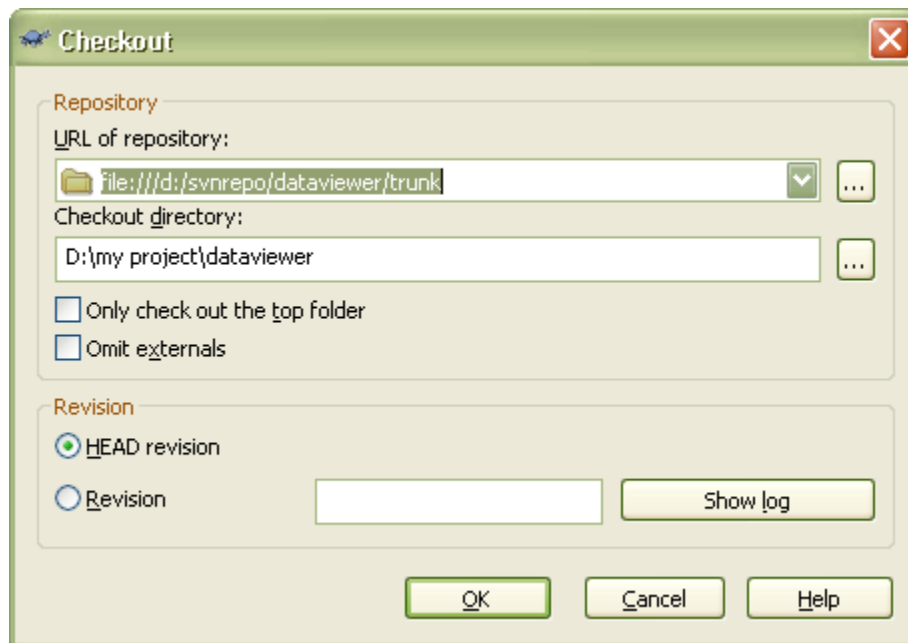 Checkout
Repository
URL of repository:
file:///d:/svnrepo/dataviewer/trunk
...
Checkout directory:
D:\my project\dataviewer
...
Only check out the top folder
Omit externals
Revision
HEAD revision
Revision
Show log
OK Cancel Help